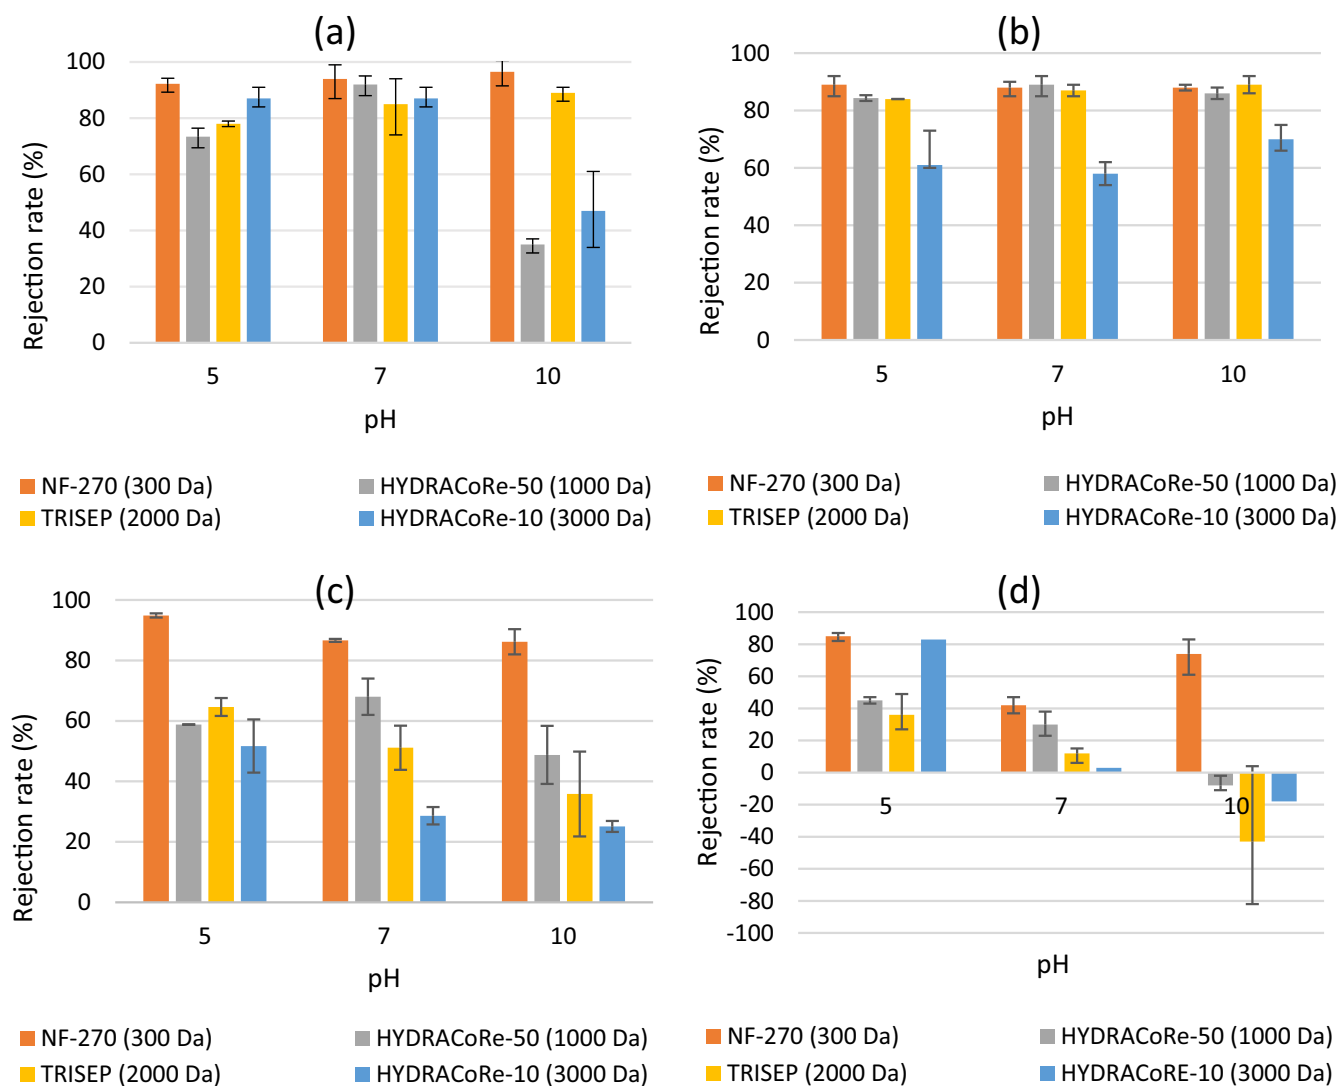 (a)
100
80
60
40
20
0
Rejection rate (%)
5 7 10
pH
NF-270 (300 Da) HYDRACoRe-50 (1000 Da)
TRISEP (2000 Da) HYDRACoRe-10 (3000 Da)
(b)
100
80
60
40
20
0
Rejection rate (%)
5 7 10
pH
NF-270 (300 Da) HYDRACoRe-50 (1000 Da)
TRISEP (2000 Da) HYDRACoRe-10 (3000 Da)
(c)
100
80
60
40
20
0
Rejection rate (%)
5 7 10
pH
NF-270 (300 Da) HYDRACoRe-50 (1000 Da)
TRISEP (2000 Da) HYDRACoRe-10 (3000 Da)
(d)
100
80
60
40
20
0
-20
-40
-60
-80
-100
Rejection rate (%)
5 7 10
pH
NF-270 (300 Da) HYDRACoRe-50 (1000 Da)
TRISEP (2000 Da) HYDRACoRE-10 (3000 Da)